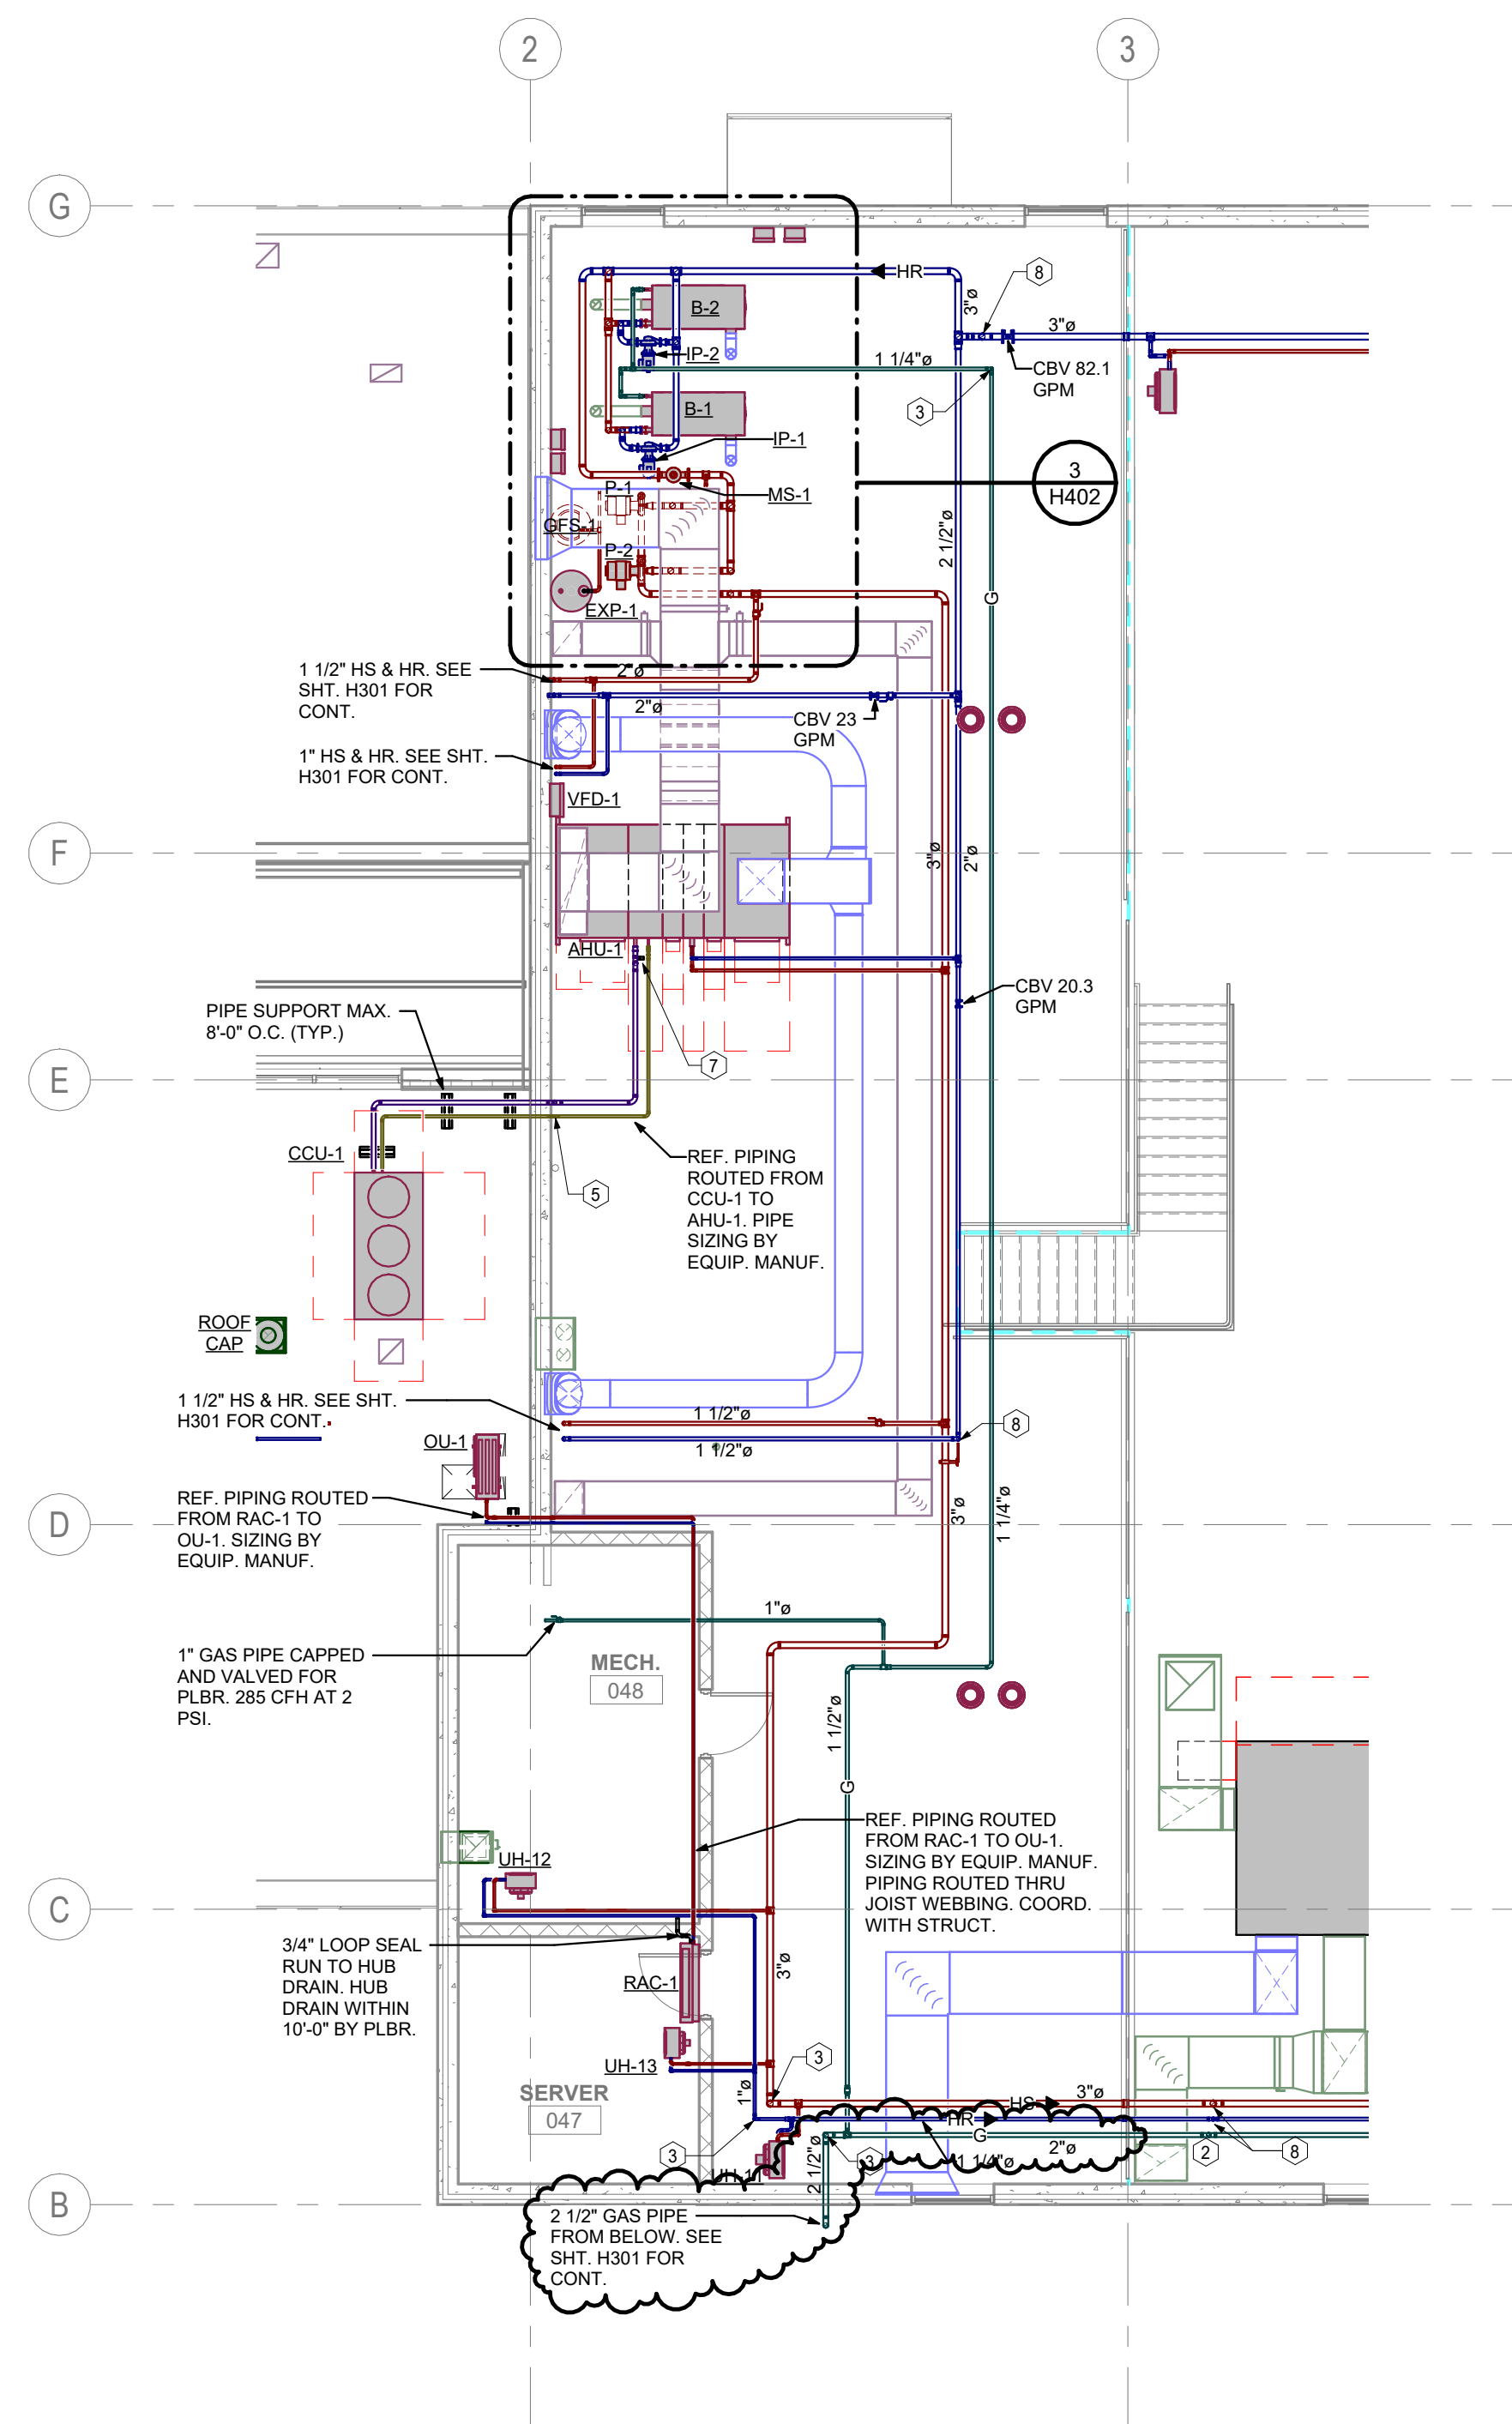 2
3
G
HR
8
3"ø
3"ø
B-2
IP-2
CBV 82.1
GPM
1 1/4"ø
3
B-1
IP-1
3
H402
MS-1
P-1
GFS-1
2 1/2"ø
P-2
G
EXP-1
1 1/2" HS & HR. SEE
SHT. H301 FOR
CONT.
2"ø
2"ø
CBV 23
GPM
1" HS & HR. SEE SHT.
H301 FOR CONT.
VFD-1
F
3"ø
2"ø
AHU-1
CBV 20.3
GPM
PIPE SUPPORT MAX.
8'-0" O.C. (TYP.)
7
E
CCU-1
REF. PIPING
ROUTED FROM
CCU-1 TO
AHU-1. PIPE
SIZING BY
EQUIP. MANUF.
5
ROOF
CAP
1 1/2" HS & HR. SEE SHT.
H301 FOR CONT.
1 1/2"ø
8
OU-1
1 1/2"ø
REF. PIPING ROUTED
FROM RAC-1 TO
OU-1. SIZING BY
EQUIP. MANUF.
D
3"ø
1 1/4"ø
1"ø
1" GAS PIPE CAPPED
AND VALVED FOR
PLBR. 285 CFH AT 2
PSI.
MECH.
048
1 1/2"ø
G
REF. PIPING ROUTED
FROM RAC-1 TO OU-1.
SIZING BY EQUIP. MANUF.
PIPING ROUTED THRU
JOIST WEBBING. COORD.
WITH STRUCT.
UH-12
C
3/4" LOOP SEAL
RUN TO HUB
DRAIN. HUB
DRAIN WITHIN
10'-0" BY PLBR.
RAC-1
3"ø
3
UH-13
SERVER
047
1"ø
HS
3"ø
HR
G
2"ø
1 1/4"ø
3
3
2
8
UH-11
2 1/2"ø
B
2 1/2" GAS PIPE
FROM BELOW. SEE
SHT. H301 FOR
CONT.